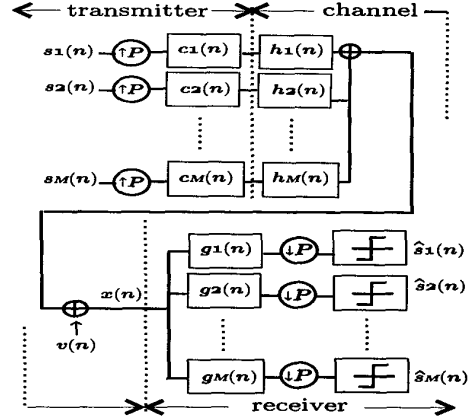 transmitter channel
s1(n) ↑P c1(n) h1(n)
s2(n) ↑P c2(n) h2(n)
sM(n) ↑P cM(n) hM(n)
g1(n) ↓P ŝ1(n)
x(n) g2(n) ↓P ŝ2(n)
v(n)
gM(n) ↓P ŝM(n)
receiver